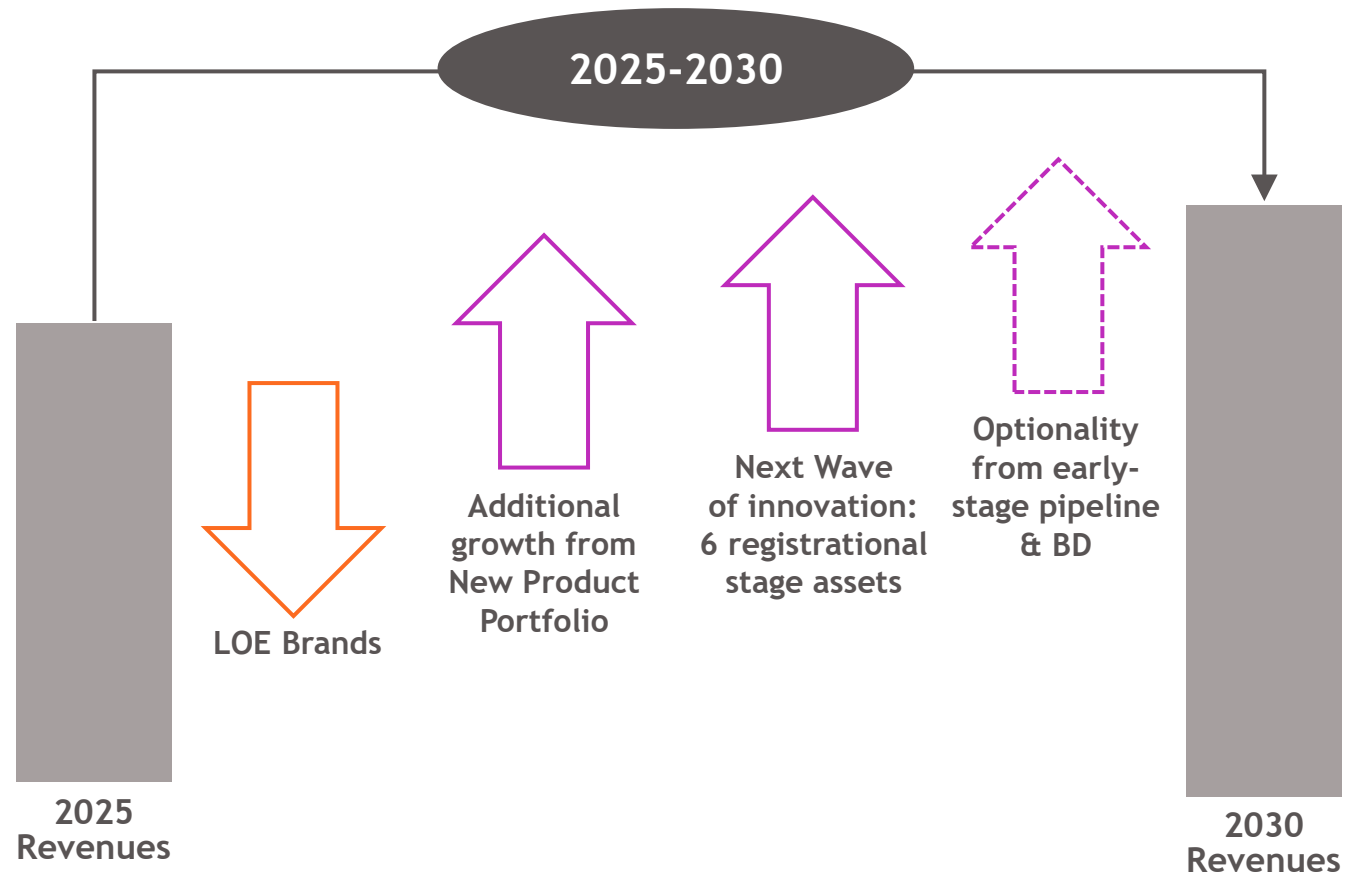 2025-2030
LOE Brands
Additional
growth from
New Product
Portfolio
Next Wave
of innovation:
6 registrational
stage assets
Optionality
from early-
stage pipeline
& BD
2025
Revenues
2030
Revenues